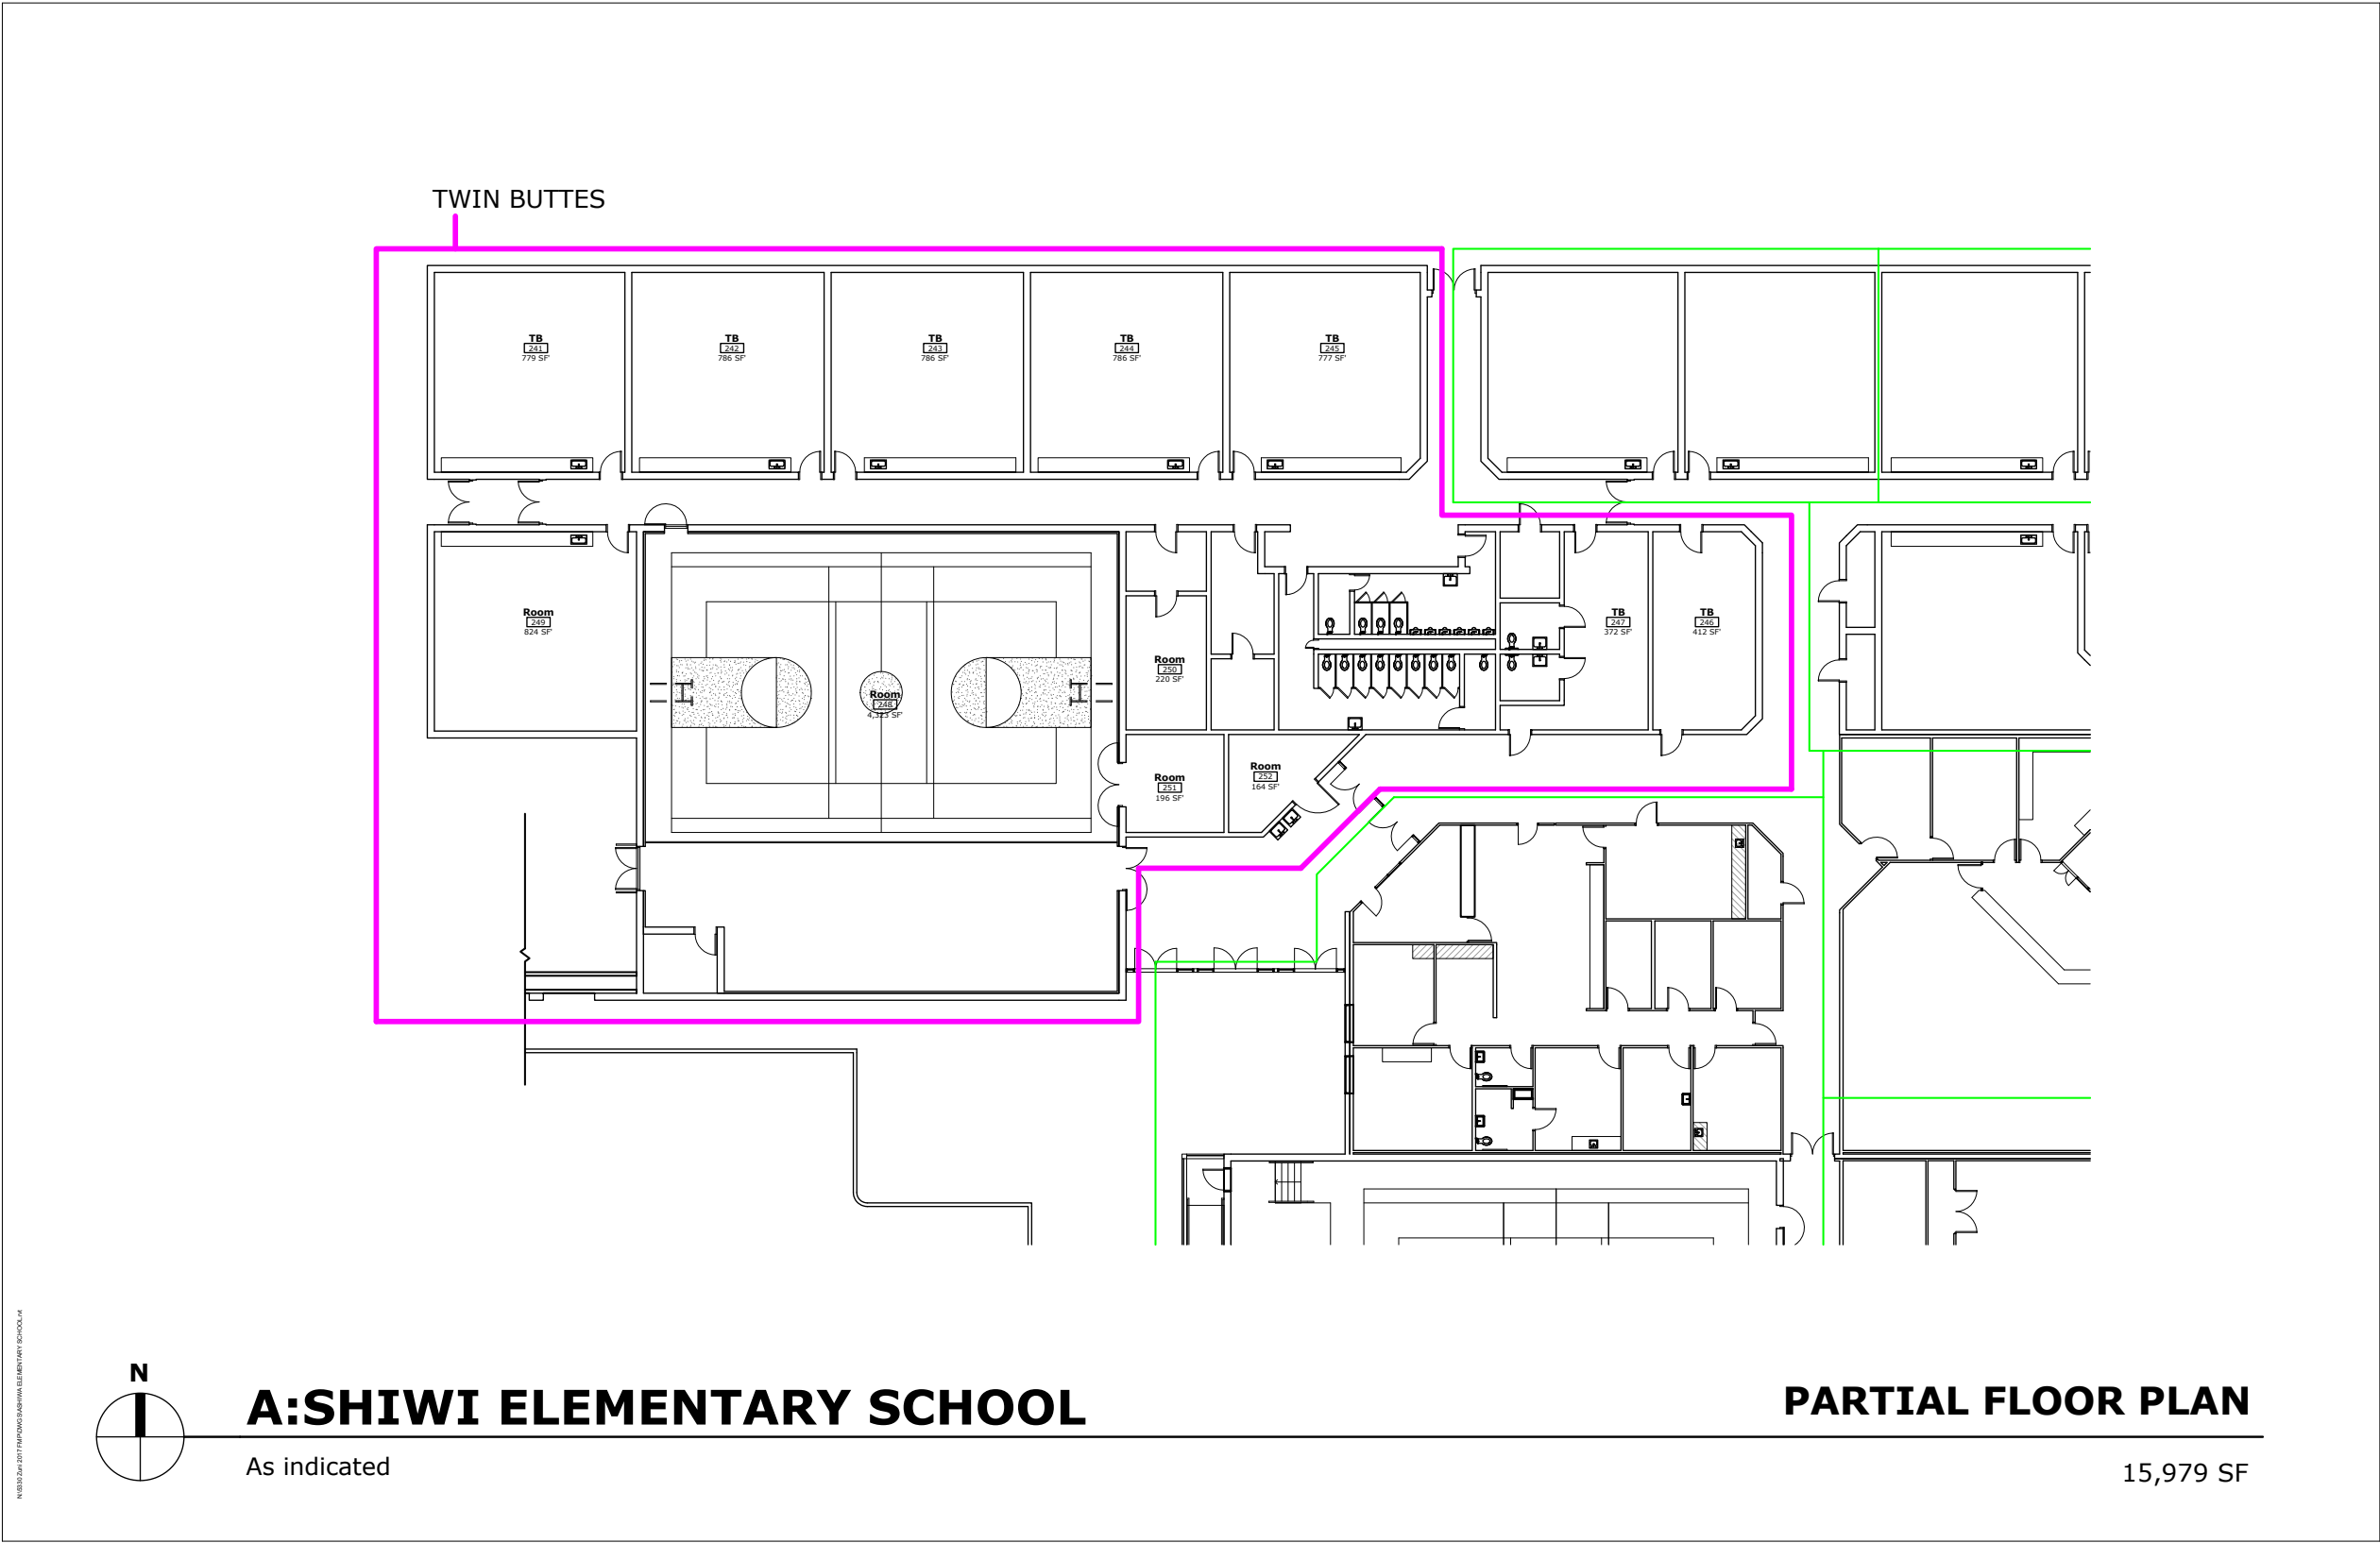 TWIN BUTTES
TB
241
779 SF'
TB
242
786 SF'
TB
243
786 SF'
TB
244
786 SF'
TB
245
777 SF'
Room
249
824 SF'
Room
248
4,323 SF'
Room
250
220 SF'
TB
247
372 SF'
TB
246
412 SF'
Room
251
196 SF'
Room
252
164 SF'
N
A:SHIWI ELEMENTARY SCHOOL
As indicated
PARTIAL FLOOR PLAN
15,979 SF